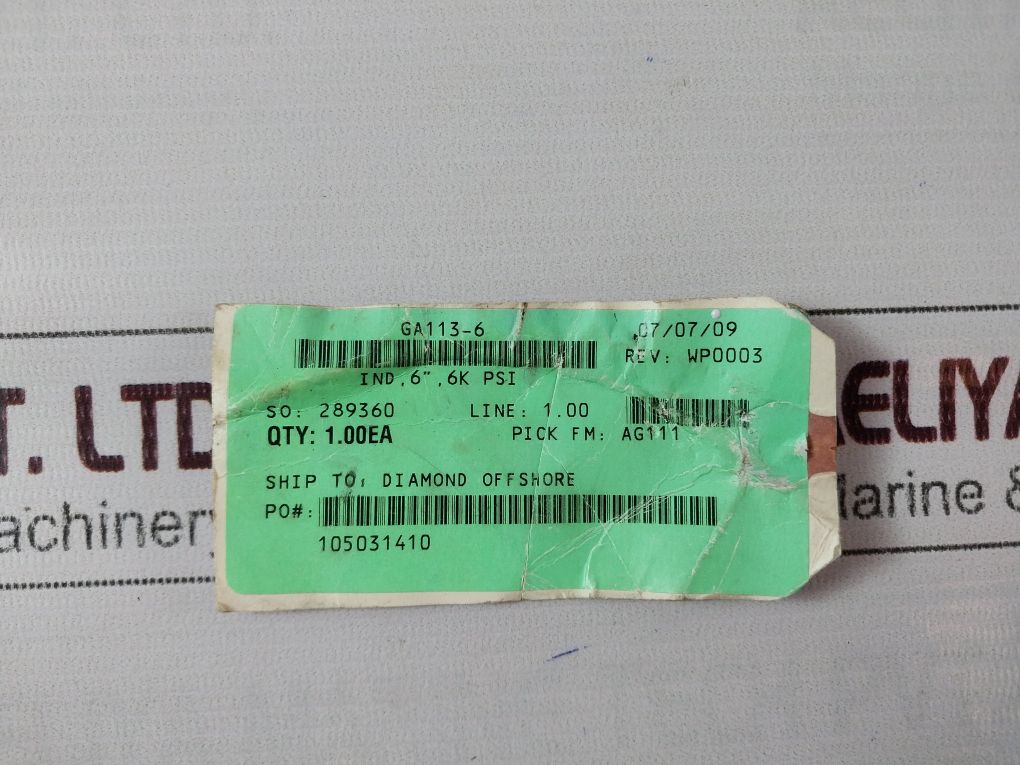 GA113-6
07/07/09
REV: WP0003
IND,6",6K PSI
SO: 289360 LINE: 1.00
QTY: 1.00EA PICK FM: AG111
SHIP TO: DIAMOND OFFSHORE
PO#:
105031410
T. LTD
AELIYA
achinery
Marine &